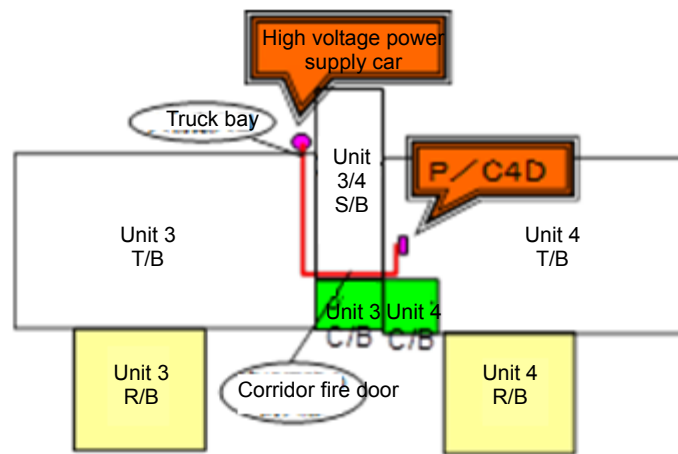 High voltage power
supply car
Truck bay
Unit
3/4
S/B
P/C4D
Unit 3
T/B
Unit 4
T/B
Unit 3
C/B
Unit 4
C/B
Unit 3
R/B
Corridor fire door
Unit 4
R/B